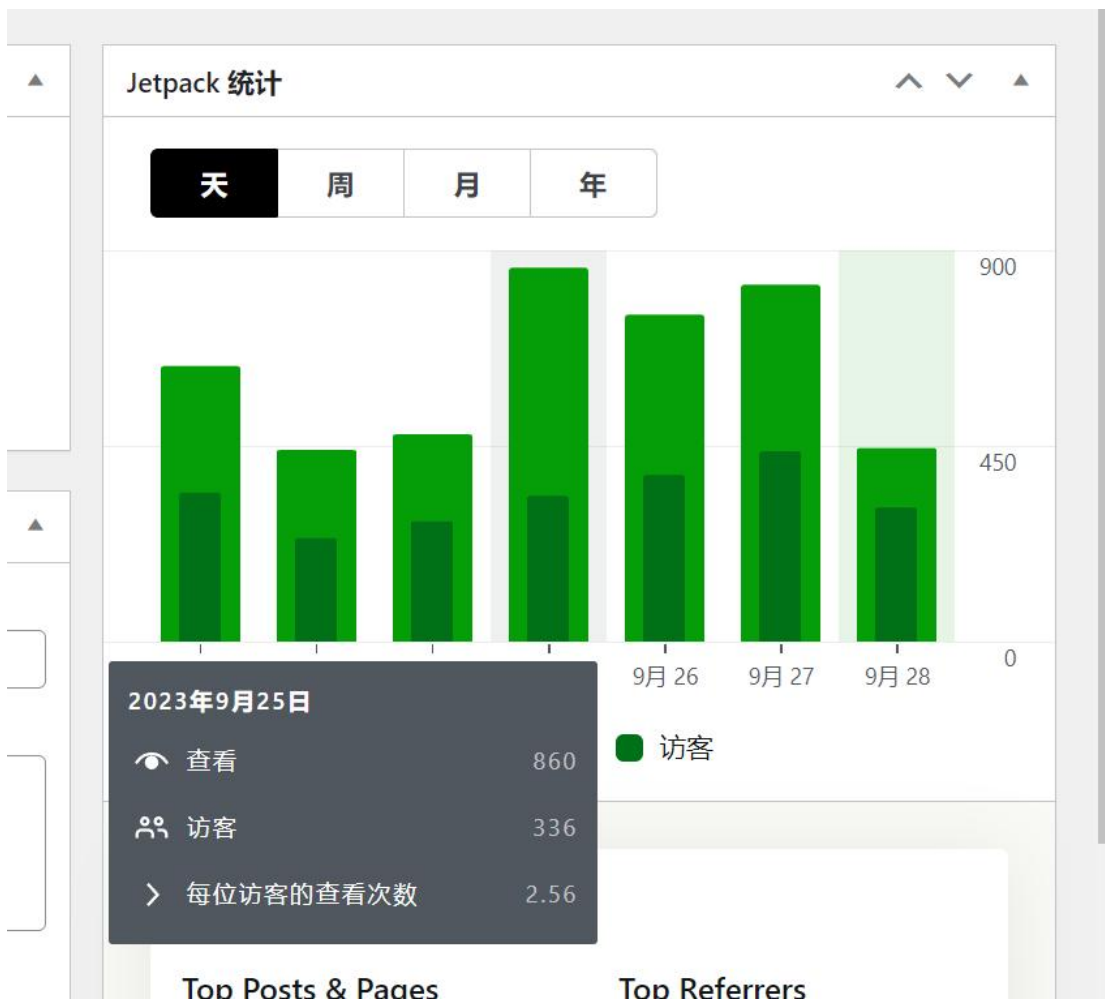 Jetpack 统计
天 周 月 年
900
450
0
9月 26 9月 27 9月 28
访客
2023年9月25日
查看 860
访客 336
每位访客的查看次数 2.56
Top Posts & Pages Top Referrers